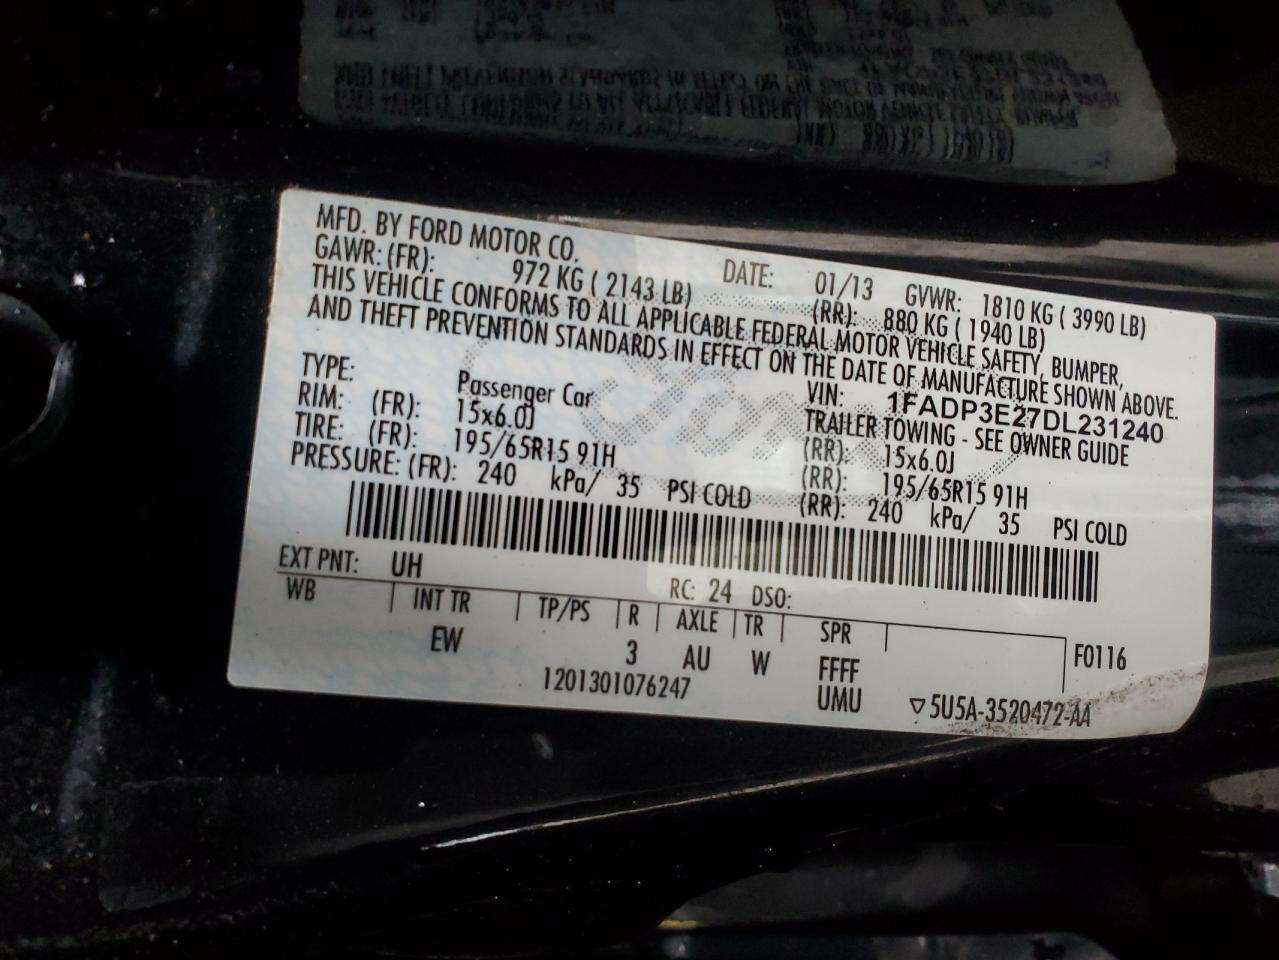 MFD. BY FORD MOTOR CO.
DATE: 01/13 GVWR: 1810 KG ( 3990 LB)
GAWR: (FR): 972 KG ( 2143 LB) (RR): 880 KG ( 1940 LB)
THIS VEHICLE CONFORMS TO ALL APPLICABLE FEDERAL MOTOR VEHICLE SAFETY, BUMPER,
AND THEFT PREVENTION STANDARDS IN EFFECT ON THE DATE OF MANUFACTURE SHOWN ABOVE.
VIN: 1FADP3E27DL231240
TYPE: Passenger Car TRAILER TOWING - SEE OWNER GUIDE
RIM: (FR): 15x6.0J (RR): 15x6.0J
TIRE: (FR): 195/65R15 91H (RR): 195/65R15 91H
PRESSURE: (FR): 240 kPa/ 35 PSI COLD (RR): 240 kPa/ 35 PSI COLD
EXT PNT: UH RC: 24 DSO:
WB INT TR TP/PS R AXLE TR SPR
EW 3 AU W FFFF F0116
1201301076247 UMU ▽5U5A-3520472-AA